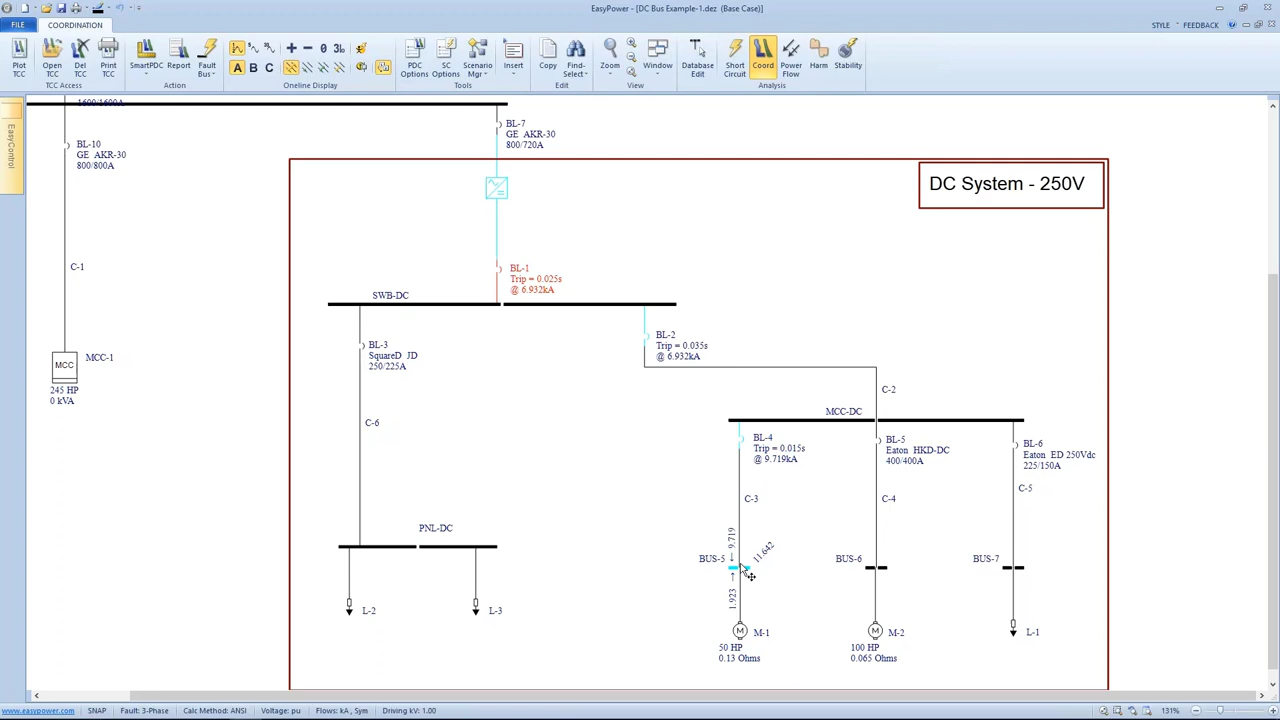 EasyPower - [DC Bus Example-1.dez (Base Case)]
FILE
COORDINATION
STYLE
FEEDBACK
Plot TCC
Open TCC
Del TCC
Print TCC
TCC Access
SmartPDC
Report
Fault Bus
Action
0 3
A B C
Oneline Display
PDC Options
SC Options
Scenario Mgr
Tools
Insert
Copy
Find-Select
Edit
Zoom
Window
View
Database Edit
Short Circuit
Coord
Power Flow
Harm
Stability
Analysis
EasyControl
1600/1600A
BL-7
GE AKR-30
800/720A
BL-10
GE AKR-30
800/800A
DC System - 250V
C-1
BL-1
Trip = 0.025s
@ 6.932kA
SWB-DC
BL-2
Trip = 0.035s
@ 6.932kA
BL-3
SquareD JD
250/225A
MCC
MCC-1
245 HP
0 kVA
C-2
MCC-DC
C-6
BL-4
Trip = 0.015s
@ 9.719kA
BL-5
Eaton HKD-DC
400/400A
BL-6
Eaton ED 250Vdc
225/150A
C-3
C-4
C-5
PNL-DC
9.719
11.642
BUS-5
BUS-6
BUS-7
1.923
L-2
L-3
M
M-1
M
M-2
L-1
50 HP
0.13 Ohms
100 HP
0.065 Ohms
www.easypower.com
SNAP
Fault: 3-Phase
Calc Method: ANSI
Voltage: pu
Flows: kA , Sym
Driving kV: 1.00
131%